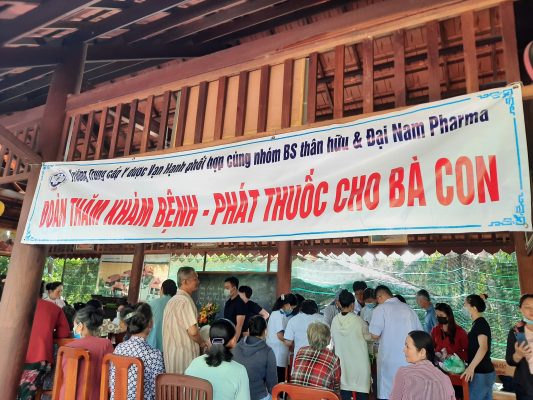 Trường Trung cấp Y dược Vạn Hạnh phối hợp cùng nhóm BS thân hữu & Đại Nam Pharma
ĐOÀN THĂM KHÁM BỆNH - PHÁT THUỐC CHO BÀ CON